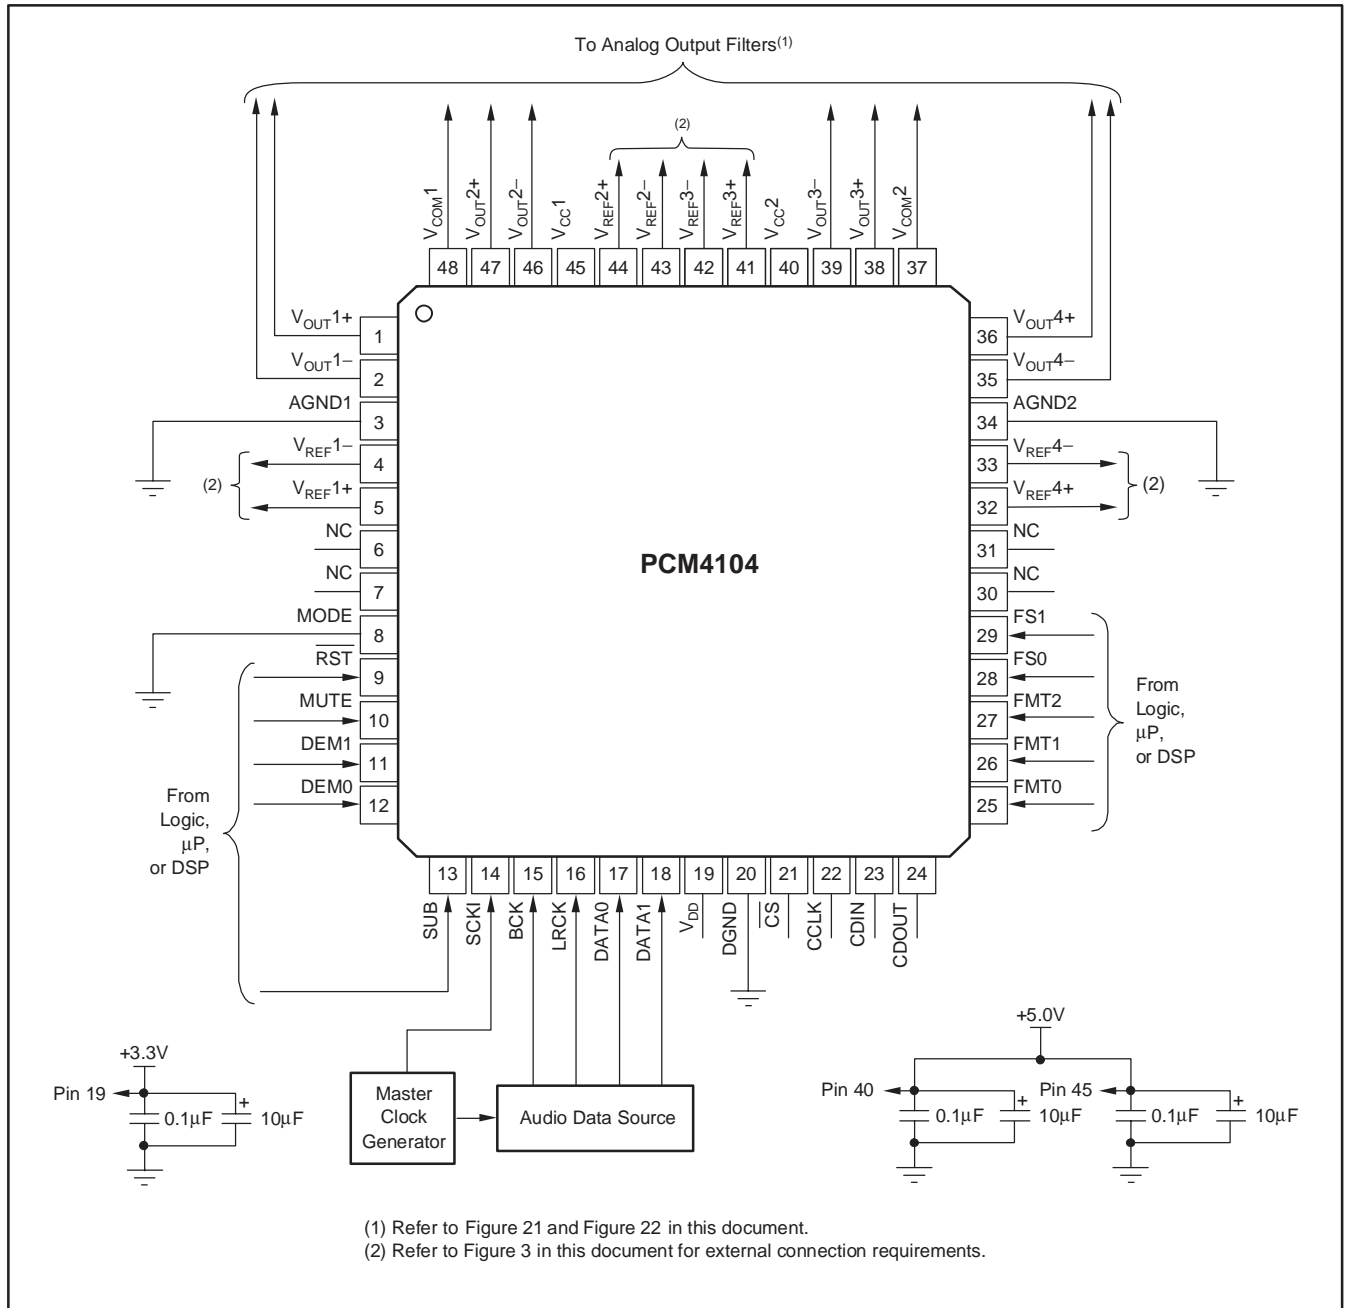 To Analog Output Filters(1)
(2)
VCOM1
VOUT2+
VOUT2–
VCC1
VREF2+
VREF2–
VREF3–
VREF3+
VCC2
VOUT3–
VOUT3+
VCOM2
48 47 46 45 44 43 42 41 40 39 38 37
VOUT1+ 1
VOUT1– 2
AGND1 3
VREF1– 4
(2)
VREF1+ 5
NC 6
NC 7
MODE 8
RST 9
MUTE 10
DEM1 11
DEM0 12
From
Logic,
µP,
or DSP
PCM4104
36 VOUT4+
35 VOUT4–
34 AGND2
33 VREF4–
(2)
32 VREF4+
31 NC
30 NC
29 FS1
28 FS0
27 FMT2
26 FMT1
25 FMT0
From
Logic,
µP,
or DSP
13 14 15 16 17 18 19 20 21 22 23 24
SUB
SCKI
BCK
LRCK
DATA0
DATA1
VDD
DGND
CS
CCLK
CDIN
CDOUT
+3.3V
Pin 19
0.1µF
+
10µF
Master
Clock
Generator
Audio Data Source
+5.0V
Pin 40
0.1µF
+
10µF
Pin 45
0.1µF
+
10µF
(1) Refer to Figure 21 and Figure 22 in this document.
(2) Refer to Figure 3 in this document for external connection requirements.